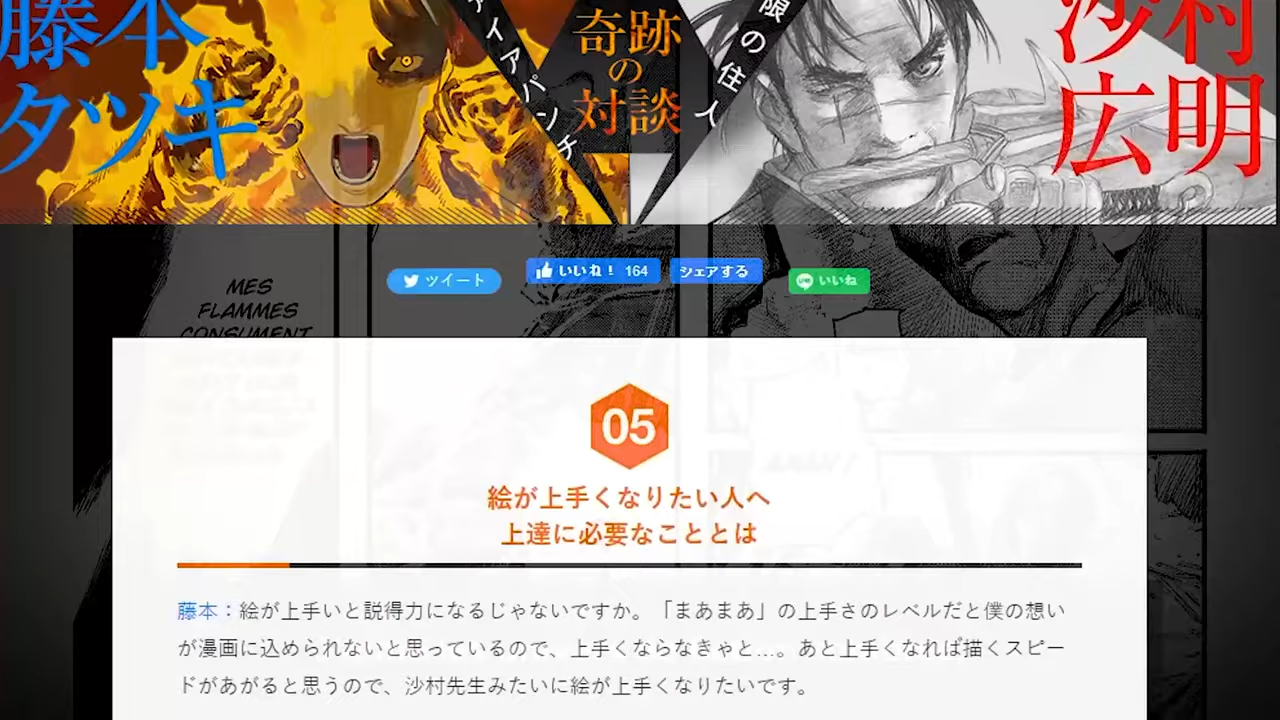 藤本
タツキ
ァイアパンチ
奇跡
の
対談
限の住人
沙村
広明
MES
FLAMMES
CONSUMENT
ツイート
いいね！ 164
シェアする
LINE いいね
05
絵が上手くなりたい人へ
上達に必要なこととは
藤本：絵が上手いと説得力になるじゃないですか。「まあまあ」の上手さのレベルだと僕の想い
が漫画に込められないと思っているので、上手くならなきゃと…。あと上手くなれば描くスピー
ドがあがると思うので、沙村先生みたいに絵が上手くなりたいです。